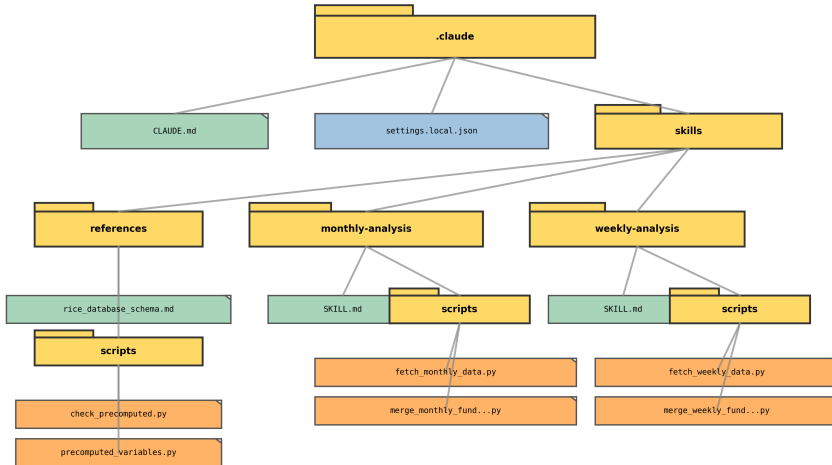 .claude
CLAUDE.md
settings.local.json
skills
references
monthly-analysis
weekly-analysis
rice_database_schema.md
SKILL.md
scripts
SKILL.md
scripts
scripts
fetch_monthly_data.py
fetch_weekly_data.py
check_precomputed.py
merge_monthly_fund...py
merge_weekly_fund...py
precomputed_variables.py